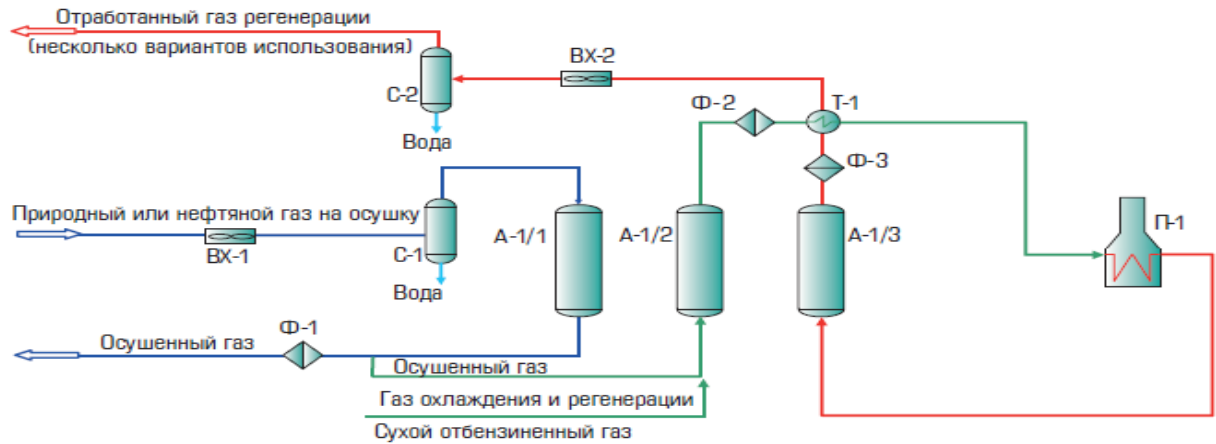 Отработанный газ регенерации
(несколько вариантов использования)
ВХ-2
С-2
Ф-2
Т-1
Вода
Ф-3
Природный или нефтяной газ на осушку
А-1/1
А-1/2
А-1/3
П-1
ВХ-1
С-1
Вода
Ф-1
Осушенный газ
Осушенный газ
Газ охлаждения и регенерации
Сухой отбензиненный газ